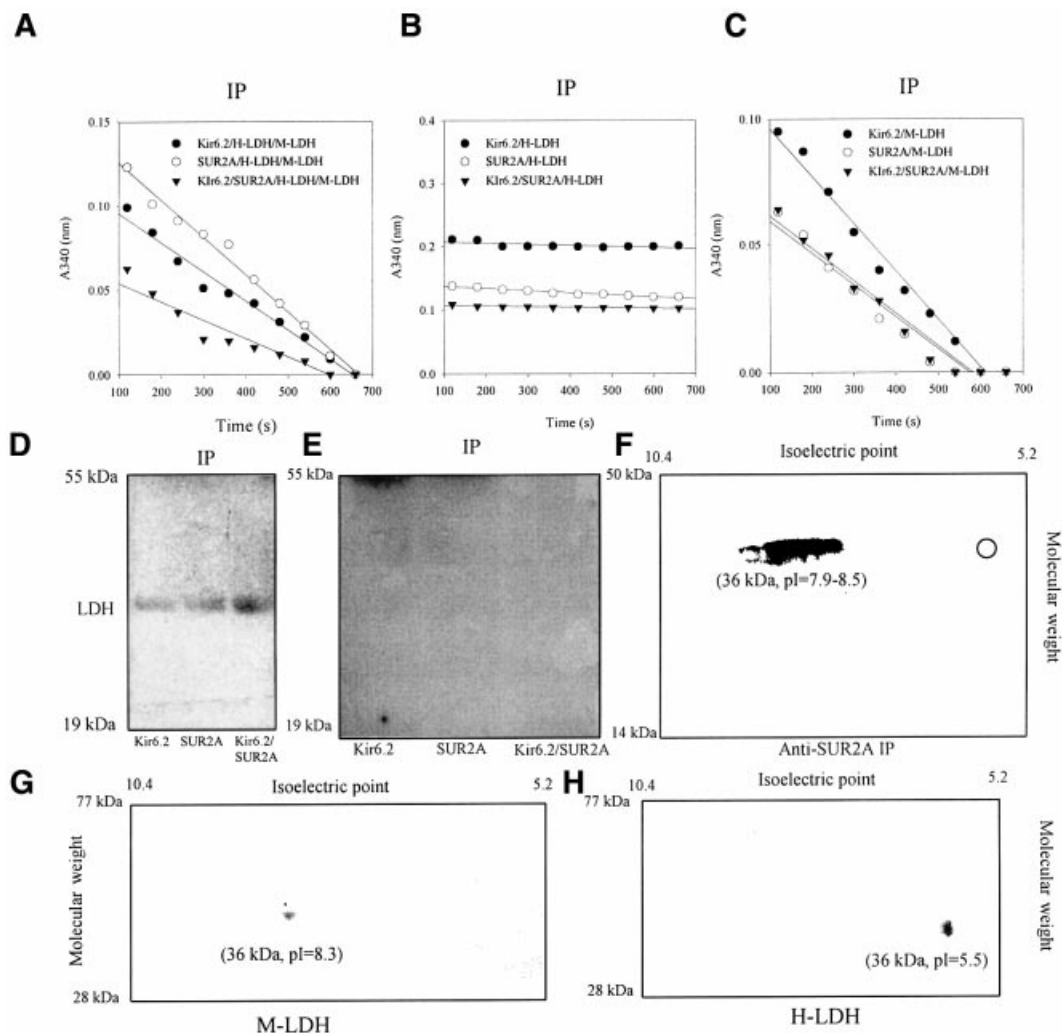 A
B
C
IP
IP
IP
Kir6.2/H-LDH/M-LDH
SUR2A/H-LDH/M-LDH
KIr6.2/SUR2A/H-LDH/M-LDH
A340 (nm)
0.15
0.10
0.05
0.00
100 200 300 400 500 600 700
Time (s)
Kir6.2/H-LDH
SUR2A/H-LDH
KIr6.2/SUR2A/H-LDH
A340 (nm)
0.4
0.3
0.2
0.1
0.0
100 200 300 400 500 600 700
Time (s)
Kir6.2/M-LDH
SUR2A/M-LDH
KIr6.2/SUR2A/M-LDH
A340 (nm)
0.10
0.05
0.00
100 200 300 400 500 600 700
Time (s)
D
IP
55 kDa
LDH
19 kDa
Kir6.2 SUR2A Kir6.2/
SUR2A
E
IP
55 kDa
19 kDa
Kir6.2 SUR2A Kir6.2/SUR2A
F
10.4 Isoelectric point 5.2
50 kDa
(36 kDa, pI=7.9-8.5)
14 kDa
Molecular weight
Anti-SUR2A IP
G
10.4 Isoelectric point 5.2
77 kDa
Molecular weight
(36 kDa, pI=8.3)
28 kDa
M-LDH
H
10.4 Isoelectric point 5.2
77 kDa
Molecular weight
(36 kDa, pI=5.5)
28 kDa
H-LDH